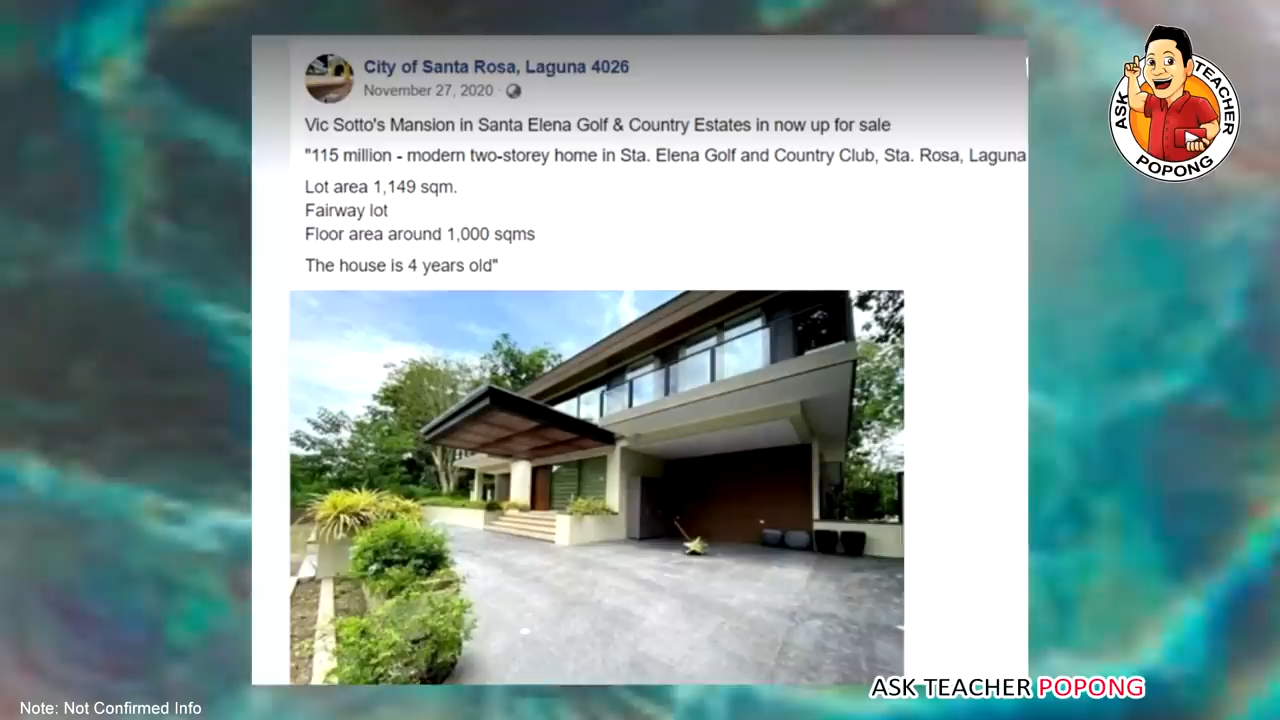 City of Santa Rosa, Laguna 4026
November 27, 2020
Vic Sotto's Mansion in Santa Elena Golf & Country Estates in now up for sale
"115 million - modern two-storey home in Sta. Elena Golf and Country Club, Sta. Rosa, Laguna
Lot area 1,149 sqm.
Fairway lot
Floor area around 1,000 sqms
The house is 4 years old"
ASK TEACHER
POPONG
ASK TEACHER POPONG
Note: Not Confirmed Info